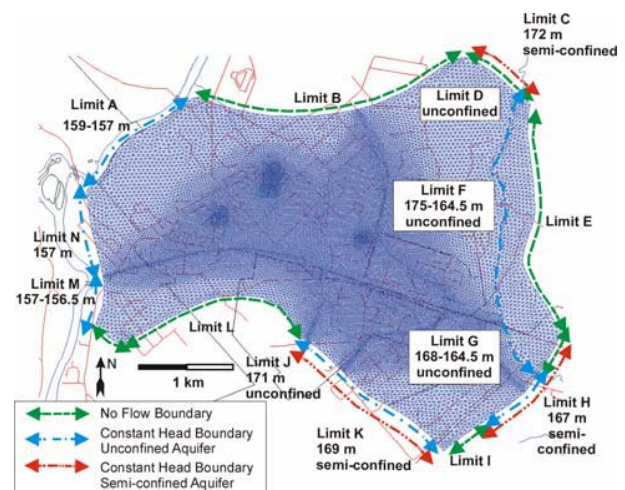 Limit C
172 m
semi-confined
Limit A
159-157 m
Limit B
Limit D
unconfined
Limit F
175-164.5 m
unconfined
Limit E
Limit N
157 m
Limit M
157-156.5 m
Limit L
Limit G
168-164.5 m
unconfined
N
1 km
Limit J
171 m
unconfined
Limit H
167 m
semi-
confined
Limit K
169 m
semi-confined
Limit I
No Flow Boundary
Constant Head Boundary
Unconfined Aquifer
Constant Head Boundary
Semi-confined Aquifer